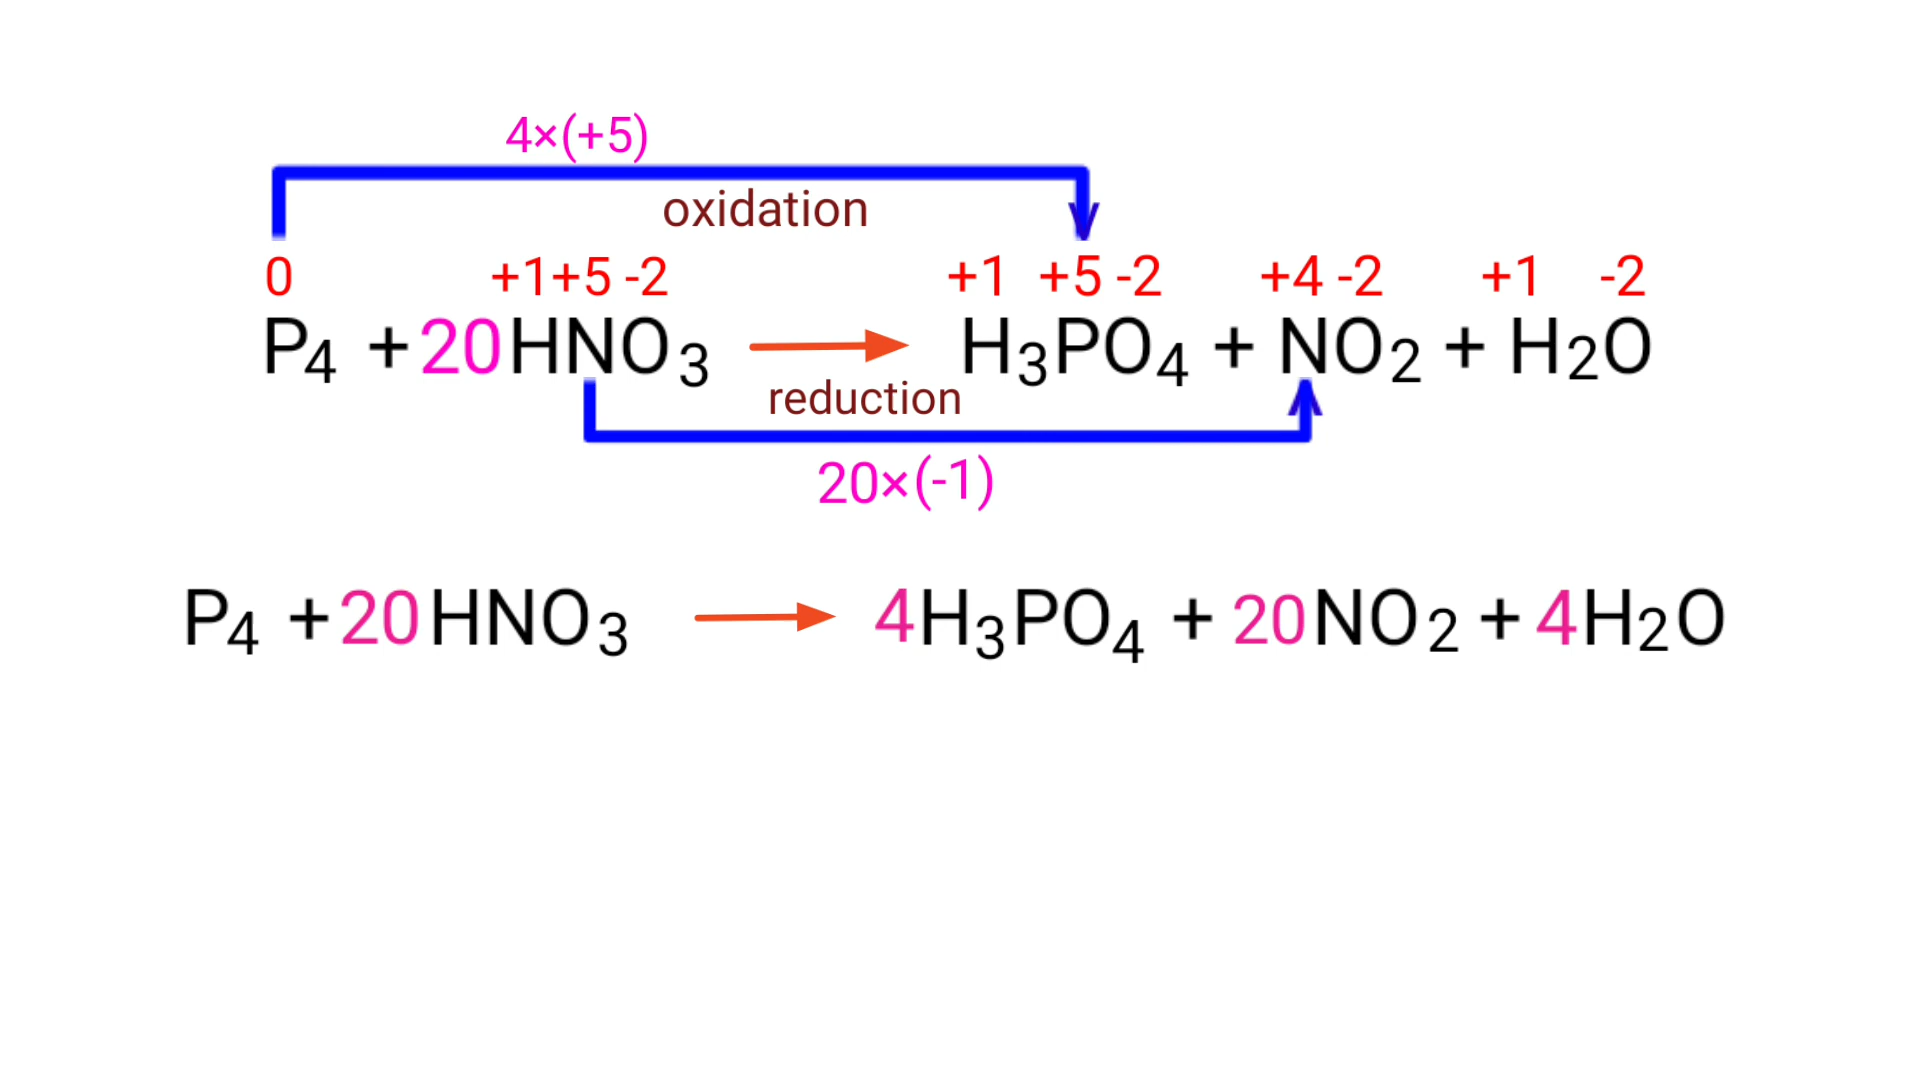 4×(+5)
oxidation
0 +1+5 -2 +1 +5 -2 +4 -2 +1 -2
P₄ +20HNO₃ → H₃PO₄ + NO₂ + H₂O
reduction
20×(-1)
P₄ +20HNO₃ → 4H₃PO₄ + 20NO₂ + 4H₂O